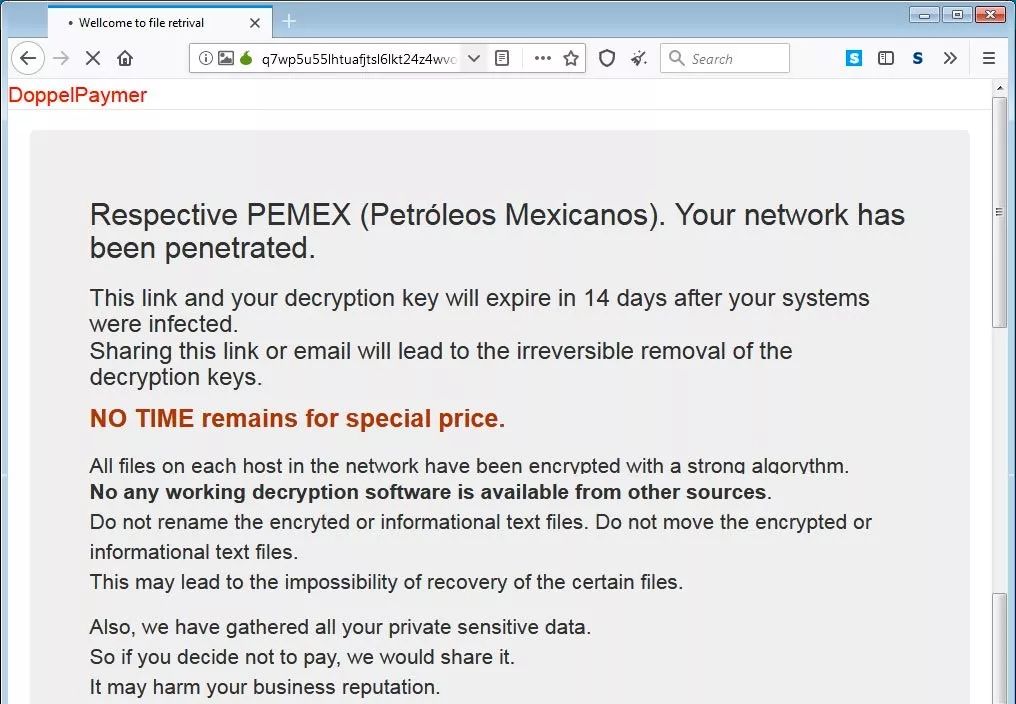 Wellcome to file retrival
q7wp5u55lhtuafjtsl6lkt24z4wvo
Search
DoppelPaymer
Respective PEMEX (Petróleos Mexicanos). Your network has
been penetrated.
This link and your decryption key will expire in 14 days after your systems
were infected.
Sharing this link or email will lead to the irreversible removal of the
decryption keys.
NO TIME remains for special price.
All files on each host in the network have been encrypted with a strong algorythm.
No any working decryption software is available from other sources.
Do not rename the encryted or informational text files. Do not move the encrypted or
informational text files.
This may lead to the impossibility of recovery of the certain files.
Also, we have gathered all your private sensitive data.
So if you decide not to pay, we would share it.
It may harm your business reputation.